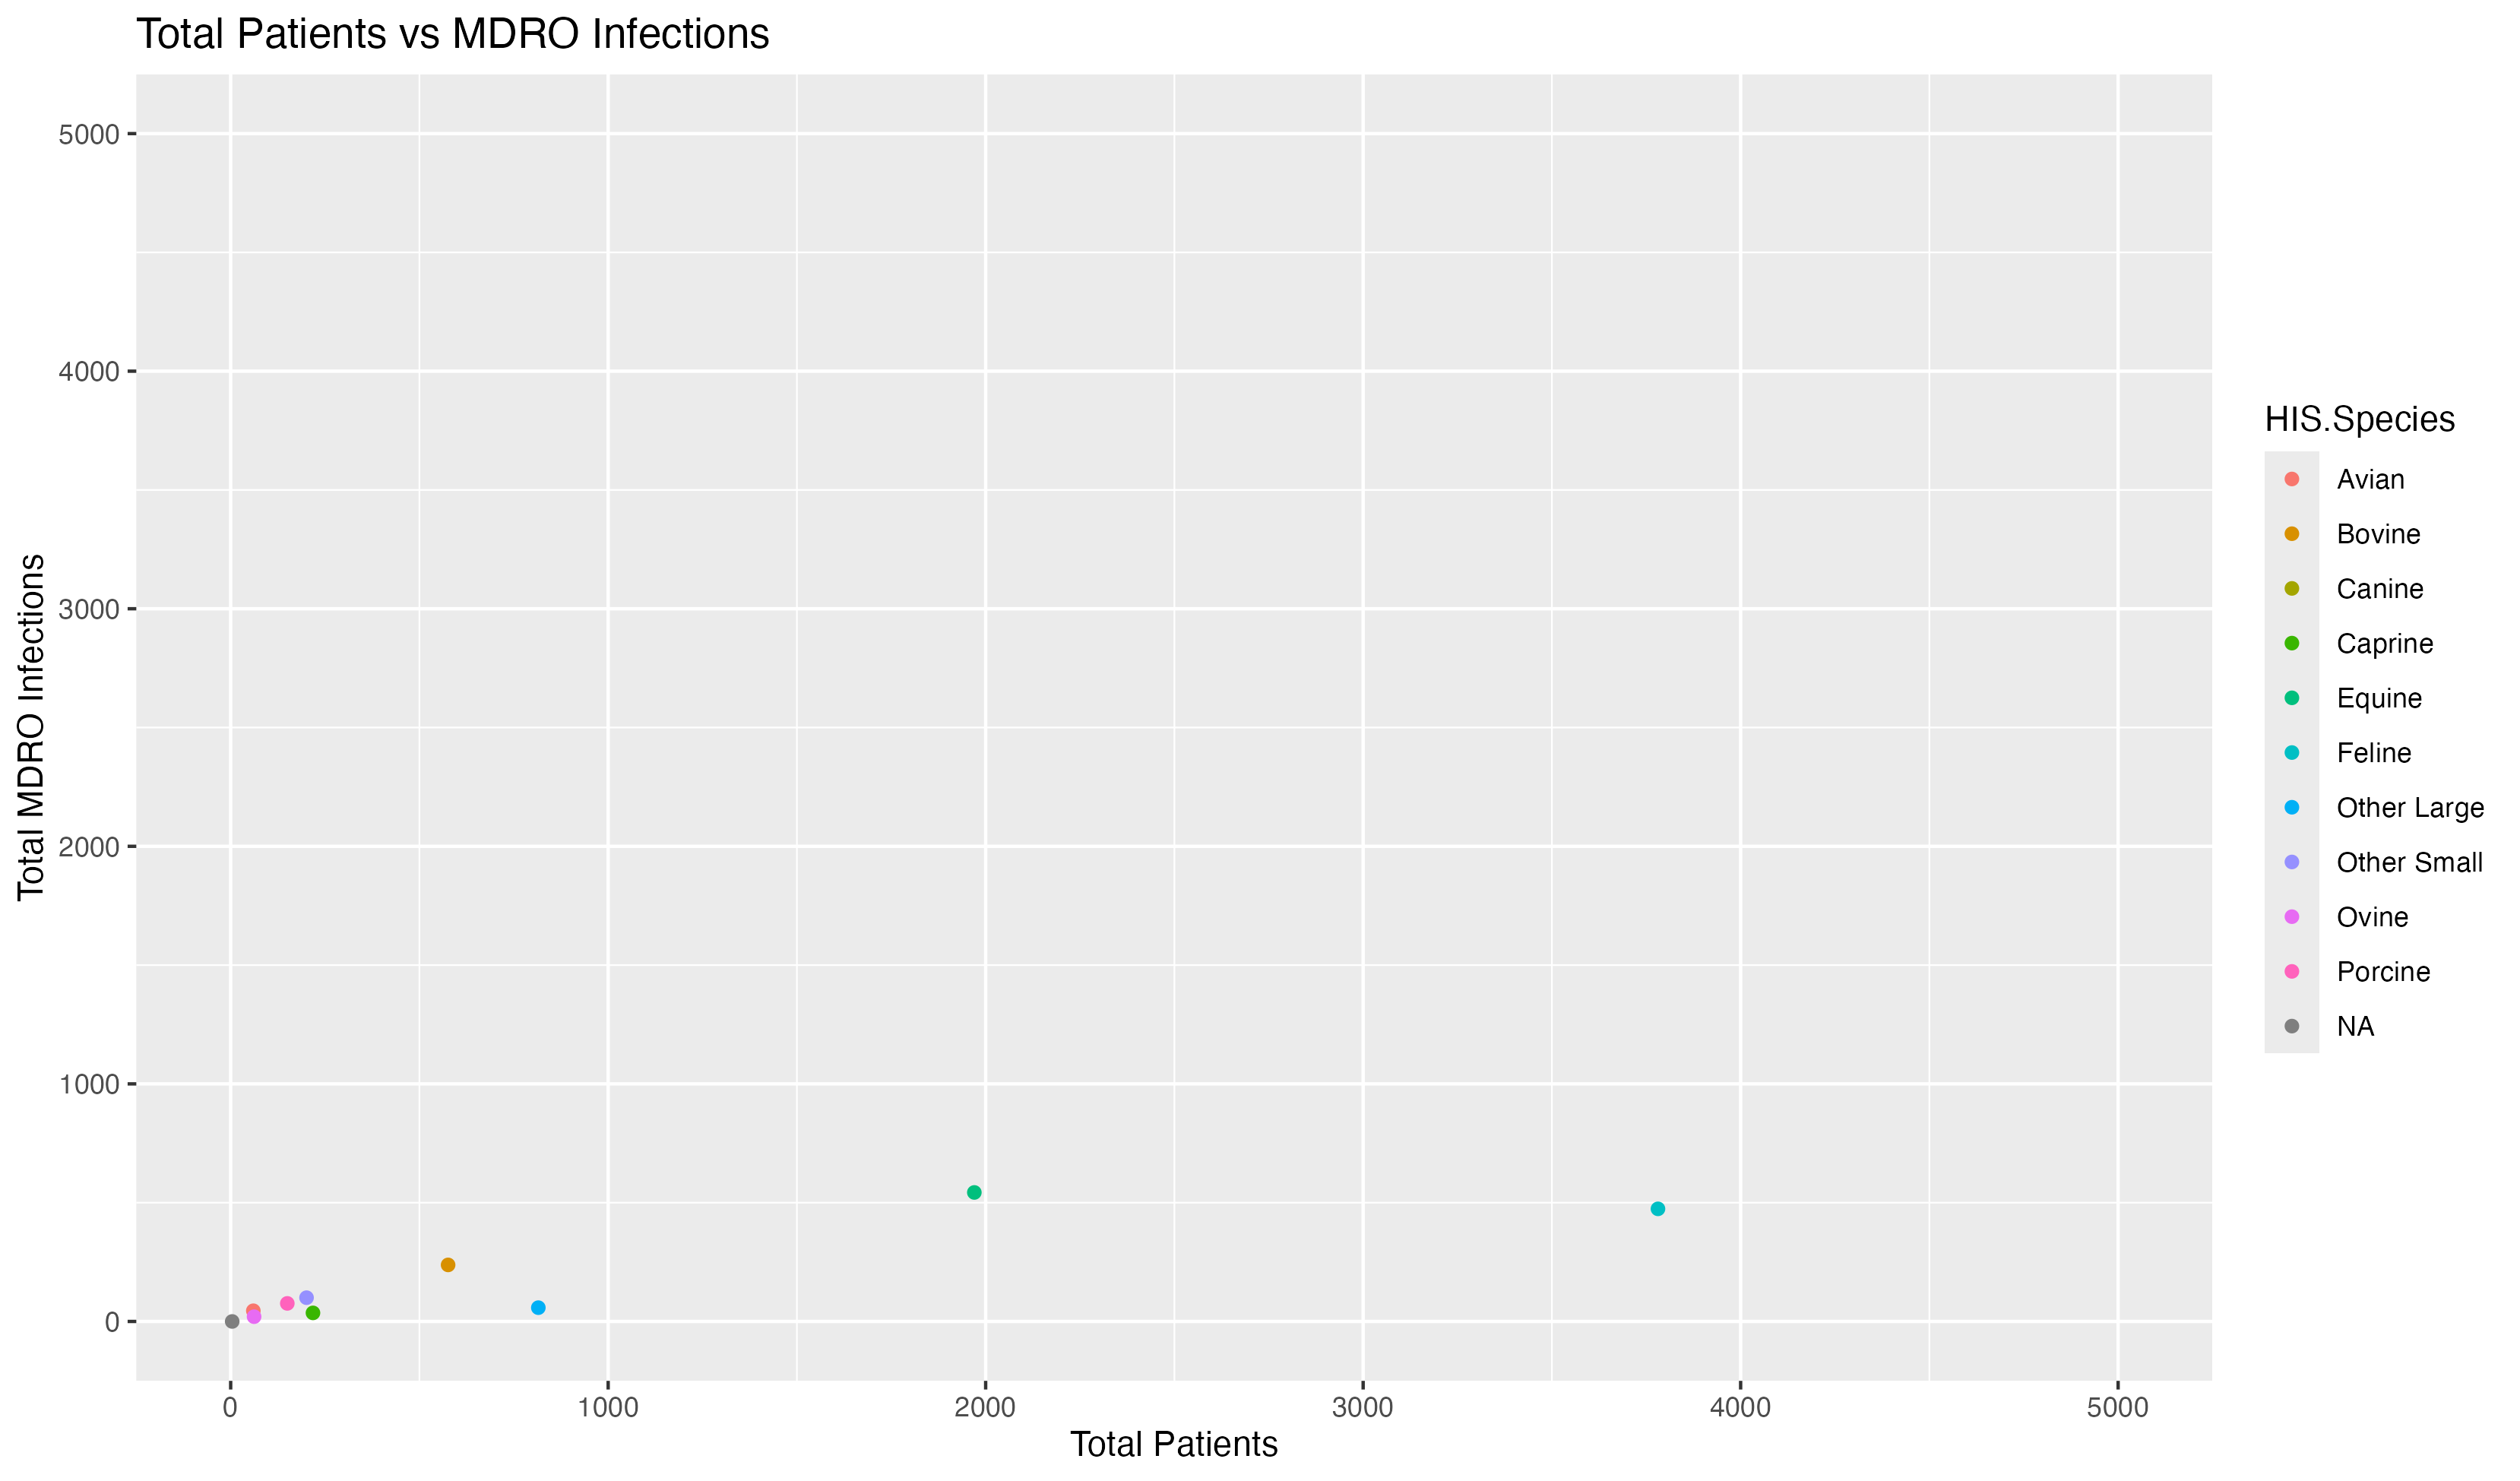 Total Patients vs MDRO Infections
Total MDRO Infections
5000
4000
3000
2000
1000
0
0 1000 2000 3000 4000 5000
Total Patients
HIS.Species
Avian
Bovine
Canine
Caprine
Equine
Feline
Other Large
Other Small
Ovine
Porcine
NA